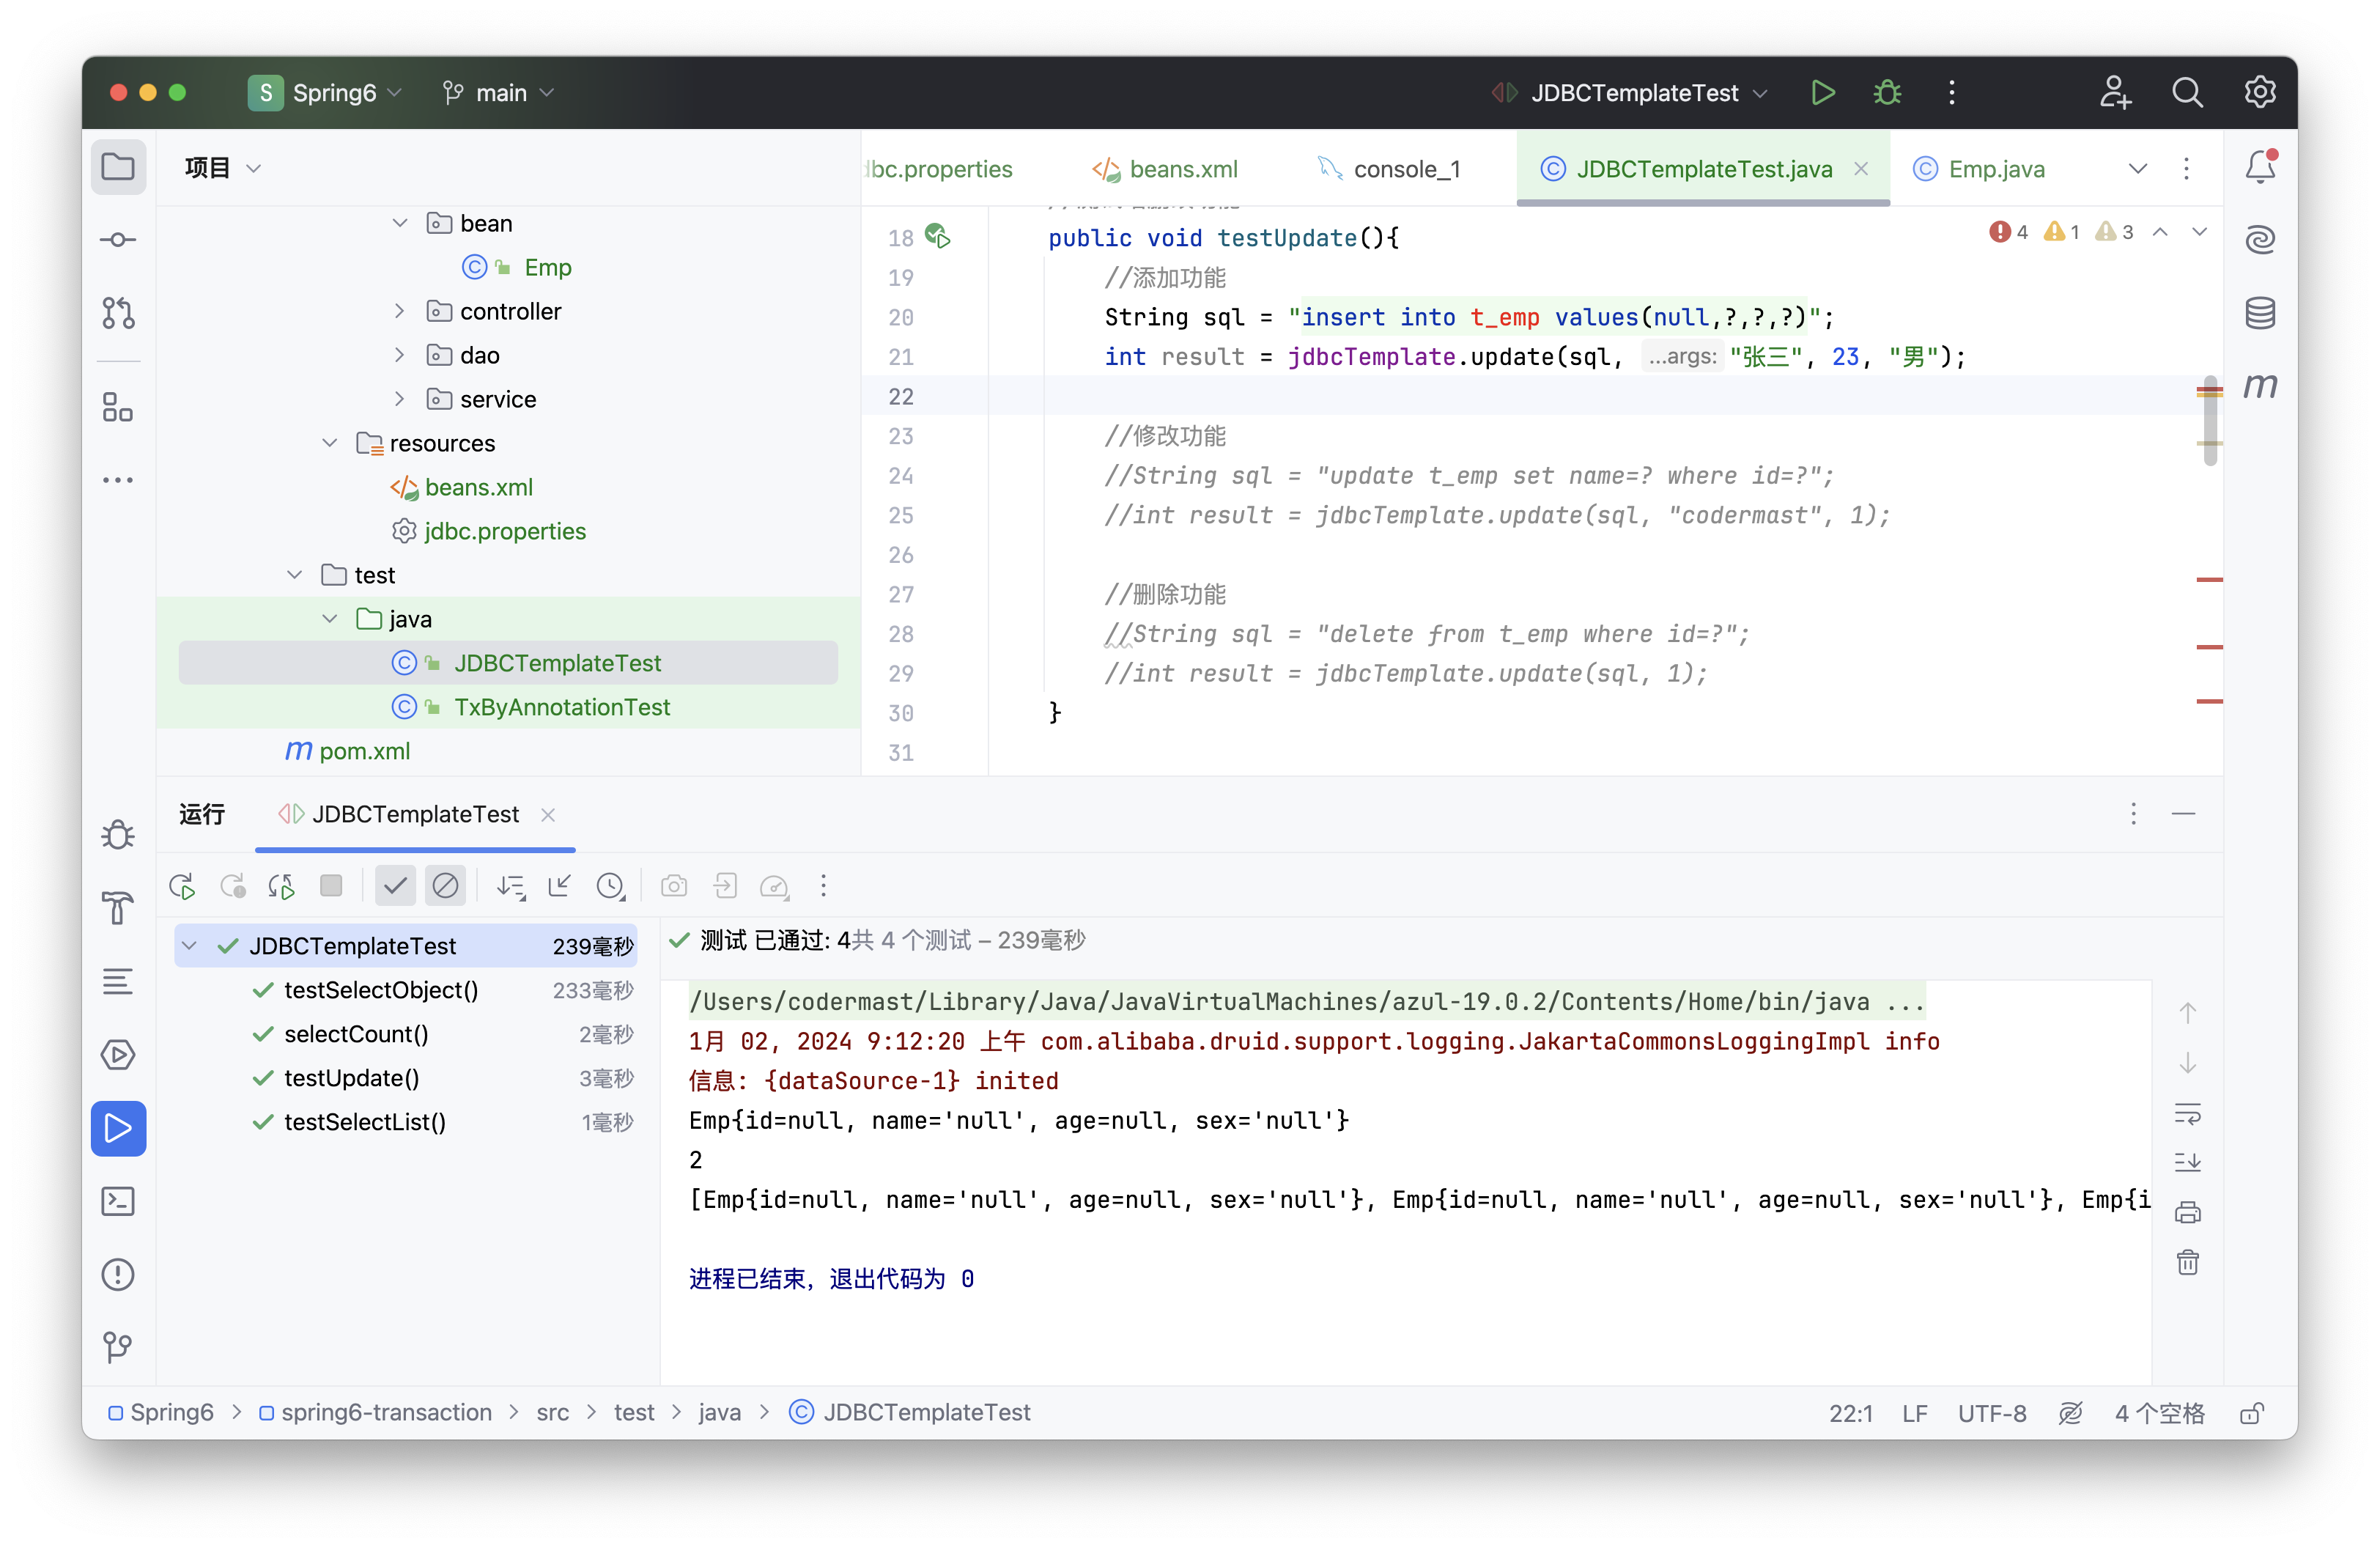 S Spring6 main JDBCTemplateTest
项目
dbc.properties beans.xml console_1 JDBCTemplateTest.java Emp.java
bean
Emp
controller
dao
service
resources
beans.xml
jdbc.properties
test
java
JDBCTemplateTest
TxByAnnotationTest
m pom.xml
4 1 3
18 public void testUpdate(){
19 //添加功能
20 String sql = "insert into t_emp values(null,?,?,?)";
21 int result = jdbcTemplate.update(sql, ...args: "张三", 23, "男");
22
23 //修改功能
24 //String sql = "update t_emp set name=? where id=?";
25 //int result = jdbcTemplate.update(sql, "codermast", 1);
26
27 //删除功能
28 //String sql = "delete from t_emp where id=?";
29 //int result = jdbcTemplate.update(sql, 1);
30 }
31
m
运行 JDBCTemplateTest
JDBCTemplateTest 239毫秒
testSelectObject() 233毫秒
selectCount() 2毫秒
testUpdate() 3毫秒
testSelectList() 1毫秒
测试 已通过: 4共 4 个测试 – 239毫秒
/Users/codermast/Library/Java/JavaVirtualMachines/azul-19.0.2/Contents/Home/bin/java ...
1月 02, 2024 9:12:20 上午 com.alibaba.druid.support.logging.JakartaCommonsLoggingImpl info
信息: {dataSource-1} inited
Emp{id=null, name='null', age=null, sex='null'}
2
[Emp{id=null, name='null', age=null, sex='null'}, Emp{id=null, name='null', age=null, sex='null'}, Emp{i
进程已结束，退出代码为 0
Spring6 > spring6-transaction > src > test > java > JDBCTemplateTest
22:1 LF UTF-8 4 个空格